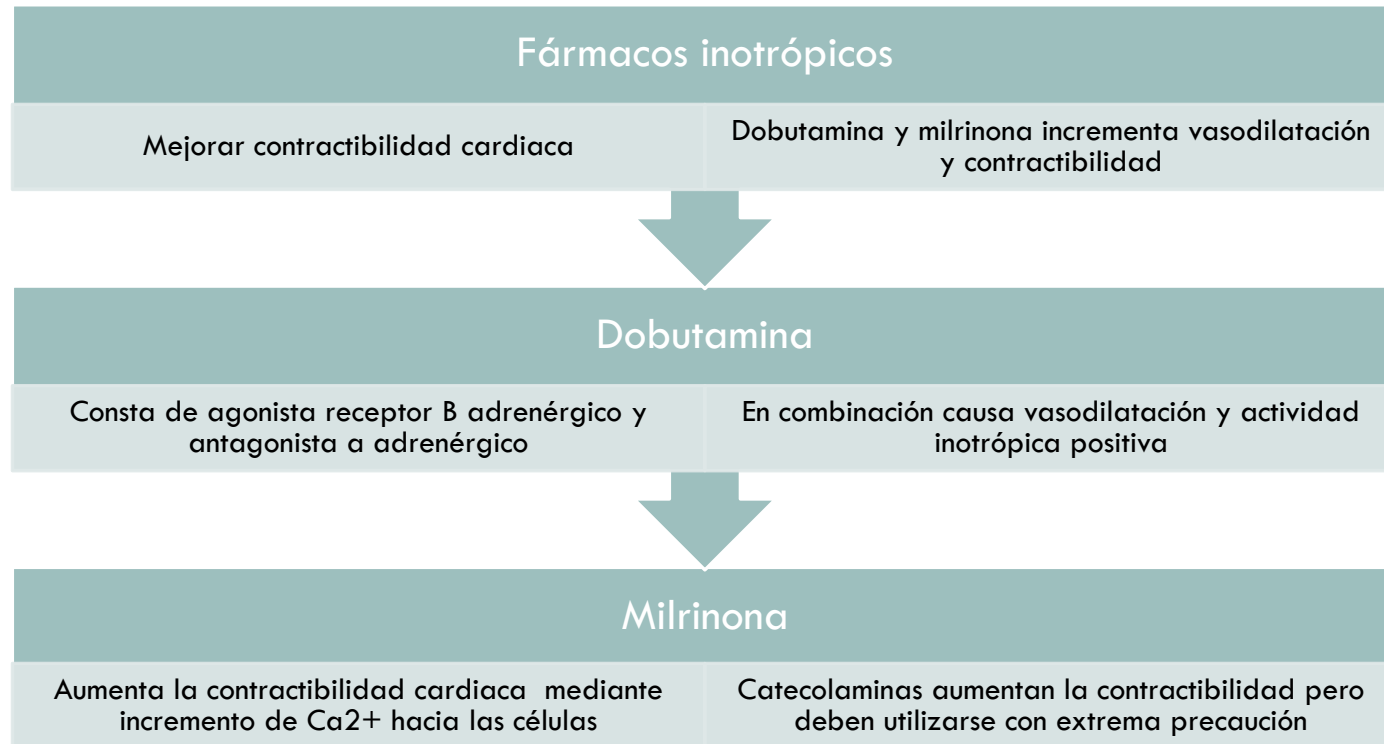 Fármacos inotrópicos
Mejorar contractibilidad cardiaca
Dobutamina y milrinona incrementa vasodilatación
y contractibilidad
Dobutamina
Consta de agonista receptor B adrenérgico y
antagonista a adrenérgico
En combinación causa vasodilatación y actividad
inotrópica positiva
Milrinona
Aumenta la contractibilidad cardiaca  mediante
incremento de Ca2+ hacia las células
Catecolaminas aumentan la contractibilidad pero
deben utilizarse con extrema precaución